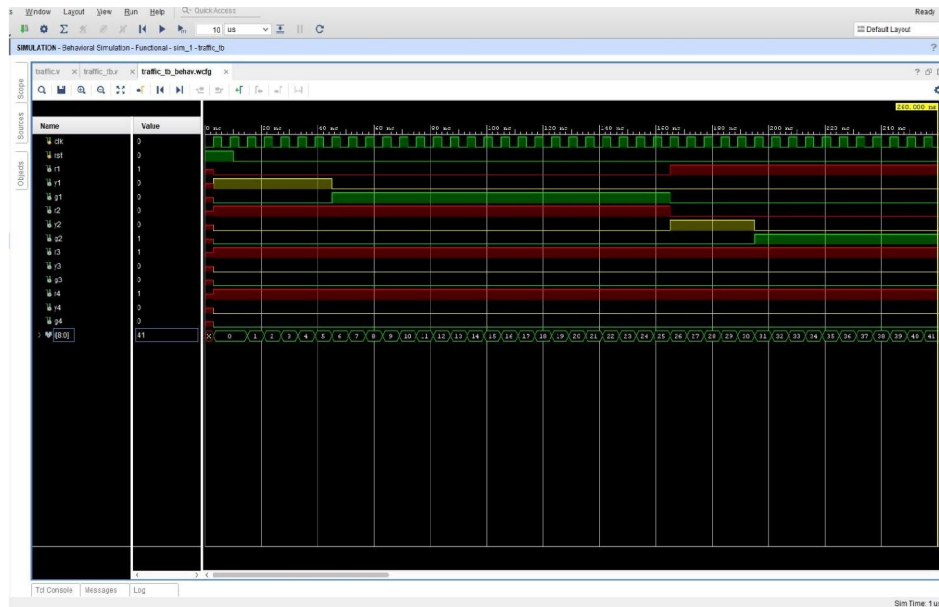 s Window Layout View Run Help Q- Quick Access
Ready
10 us
Default Layout
SIMULATION - Behavioral Simulation - Functional - sim_1 - traffic_tb
?
traffic.v × traffic_tb.v × traffic_tb_behav.wcfg ×
Scope
Sources
Objects
260.000 ns
Name Value
0 ns 20 ns 40 ns 60 ns 80 ns 100 ns 120 ns 140 ns 160 ns 180 ns 200 ns 220 ns 240 ns
clk 0
rst 0
r1 1
y1 0
g1 0
r2 0
y2 0
g2 1
r3 1
y3 0
g3 0
r4 1
y4 0
g4 0
[8:0] 41 X 0 1 2 3 4 5 6 7 8 9 10 11 12 13 14 15 16 17 18 19 20 21 22 23 24 25 26 27 28 29 30 31 32 33 34 35 36 37 38 39 40 41
Tcl Console Messages Log
Sim Time: 1 u